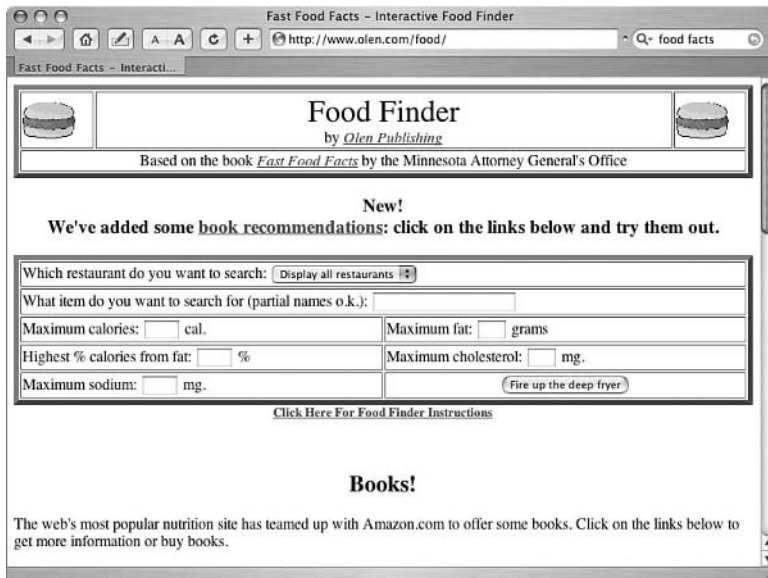 Fast Food Facts – Interactive Food Finder
A A C + http://www.olen.com/food/ Q food facts
Fast Food Facts – Interacti...
Food Finder
by Olen Publishing
Based on the book Fast Food Facts by the Minnesota Attorney General's Office
New!
We've added some book recommendations: click on the links below and try them out.
Which restaurant do you want to search: Display all restaurants
What item do you want to search for (partial names o.k.):
Maximum calories: cal. Maximum fat: grams
Highest % calories from fat: % Maximum cholesterol: mg.
Maximum sodium: mg. Fire up the deep fryer
Click Here For Food Finder Instructions
Books!
The web's most popular nutrition site has teamed up with Amazon.com to offer some books. Click on the links below to
get more information or buy books.